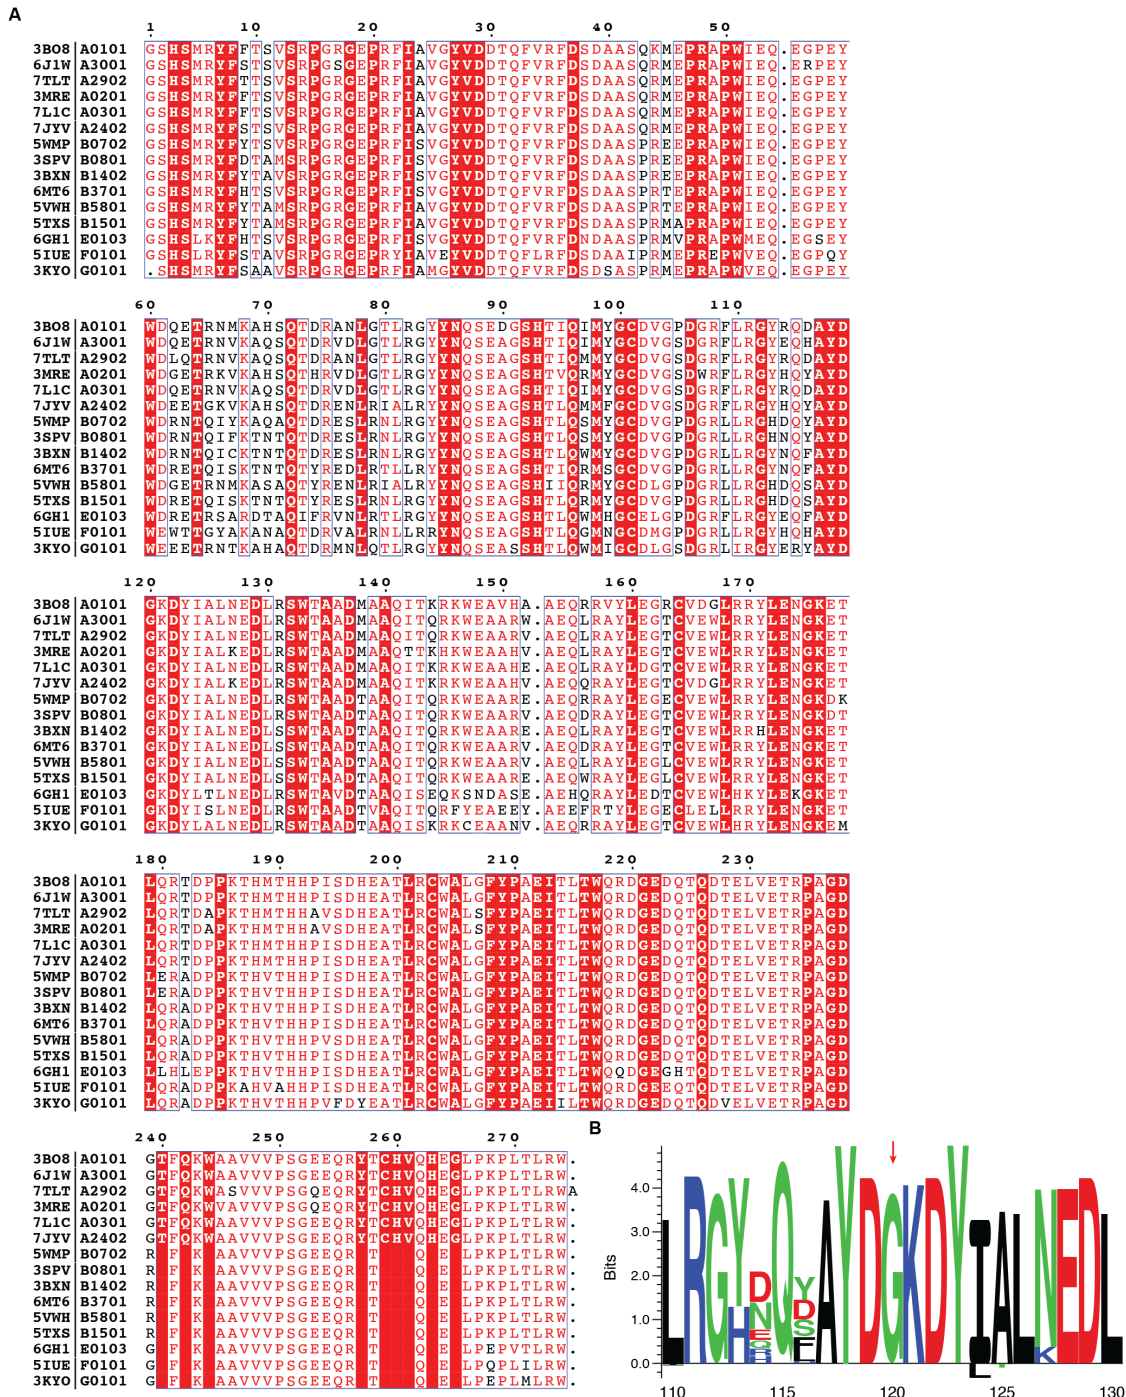 A
1 10 20 30 40 50
3BO8 A0101 GSHSMRYFFTSVSRPGRGEPRFIAVGYVDDTQFVRFDSDAASQKMEPRAPWIEQ.EGPEY
6J1W A3001 GSHSMRYFSTSVSRPGSGEPRFIAVGYVDDTQFVRFDSDAASQRMEPRAPWIEQ.ERPEY
7TLT A2902 GSHSMRYFTTSVSRPGRGEPRFIAVGYVDDTQFVRFDSDAASQRMEPRAPWIEQ.EGPEY
3MRE A0201 GSHSMRYFFTSVSRPGRGEPRFIAVGYVDDTQFVRFDSDAASQRMEPRAPWIEQ.EGPEY
7L1C A0301 GSHSMRYFFTSVSRPGRGEPRFIAVGYVDDTQFVRFDSDAASQRMEPRAPWIEQ.EGPEY
7JYV A2402 GSHSMRYFSTSVSRPGRGEPRFIAVGYVDDTQFVRFDSDAASQRMEPRAPWIEQ.EGPEY
5WMP B0702 GSHSMRYFYTSVSRPGRGEPRFISVGYVDDTQFVRFDSDAASPREEPRAPWIEQ.EGPEY
3SPV B0801 GSHSMRYFDTAMSRPGRGEPRFISVGYVDDTQFVRFDSDAASPREEPRAPWIEQ.EGPEY
3BXN B1402 GSHSMRYFYTAVSRPGRGEPRFISVGYVDDTQFVRFDSDAASPREEPRAPWIEQ.EGPEY
6MT6 B3701 GSHSMRYFHTSVSRPGRGEPRFISVGYVDDTQFVRFDSDAASPRTEPRAPWIEQ.EGPEY
5VWH B5801 GSHSMRYFYTAMSRPGRGEPRFIAVGYVDDTQFVRFDSDAASPRTEPRAPWIEQ.EGPEY
5TXS B1501 GSHSMRYFYTAMSRPGRGEPRFIAVGYVDDTQFVRFDSDAASPRMAPRAPWIEQ.EGPEY
6GH1 E0103 GSHSLKYFHTSVSRPGRGEPRFISVGYVDDTQFVRFDNDAASPRMVPRAPWMEQ.EGSEY
5IUE F0101 GSHSLRYFSTAVSRPGRGEPRYIAVEYVDDTQFLRFDSDAAIPRMEPREPWVEQ.EGPQY
3KYO G0101 .SHSMRYFSAAVSRPGRGEPRFIAMGYVDDTQFVRFDSDSASPRMEPRAPWVEQ.EGPEY
60 70 80 90 100 110
3BO8 A0101 WDQETRNMKAHSQTDRANLGTLRGYYNQSEDGSHTIQIMYGCDVGPDGRFLRGYRQDAYD
6J1W A3001 WDQETRNVKAQSQTDRVDLGTLRGYYNQSEAGSHTIQIMYGCDVGSDGRFLRGYEQHAYD
7TLT A2902 WDLQTRNVKAQSQTDRANLGTLRGYYNQSEAGSHTIQMMYGCDVGSDGRFLRGYRQDAYD
3MRE A0201 WDGETRKVKAHSQTHRVDLGTLRGYYNQSEAGSHTVQRMYGCDVGSDWRFLRGYHQYAYD
7L1C A0301 WDQETRNVKAQSQTDRVDLGTLRGYYNQSEAGSHTIQIMYGCDVGSDGRFLRGYRQDAYD
7JYV A2402 WDEETGKVKAHSQTDRENLRIALRYYNQSEAGSHTLQMMFGCDVGSDGRFLRGYHQYAYD
5WMP B0702 WDRNTQIYKAQAQTDRESLRNLRGYYNQSEAGSHTLQSMYGCDVGPDGRLLRGHDQYAYD
3SPV B0801 WDRNTQIFKTNTQTDRESLRNLRGYYNQSEAGSHTLQSMYGCDVGPDGRLLRGHNQYAYD
3BXN B1402 WDRNTQICKTNTQTDRESLRNLRGYYNQSEAGSHTLQWMYGCDVGPDGRLLRGYNQFAYD
6MT6 B3701 WDRETQISKTNTQTYREDLRTLLRYYNQSEAGSHTIQRMSGCDVGPDGRLLRGYNQFAYD
5VWH B5801 WDGETRNMKASAQTYRENLRIALRYYNQSEAGSHIIQRMYGCDLGPDGRLLRGHDQSAYD
5TXS B1501 WDRETQISKTNTQTYRESLRNLRGYYNQSEAGSHTLQRMYGCDVGPDGRLLRGHDQSAYD
6GH1 E0103 WDRETRSARDTAQIFRVNLRTLRGYYNQSEAGSHTLQWMHGCELGPDGRFLRGYEQFAYD
5IUE F0101 WEWTTGYAKANAQTDRVALRNLLRRYNQSEAGSHTLQGMNGCDMGPDGRLLRGYHQHAYD
3KYO G0101 WEEETRNTKAHAQTDRMNLQTLRGYYNQSEASSHTLQWMIGCDLGSDGRLIRGYERYAYD
120 130 140 150 160 170
3BO8 A0101 GKDYIALNEDLRSWTAADMAAQITKRKWEAVHA.AEQRRVYLEGRCVDGLRRYLENGKET
6J1W A3001 GKDYIALNEDLRSWTAADMAAQITQRKWEAARW.AEQLRAYLEGTCVEWLRRYLENGKET
7TLT A2902 GKDYIALNEDLRSWTAADMAAQITQRKWEAARV.AEQLRAYLEGTCVEWLRRYLENGKET
3MRE A0201 GKDYIALKEDLRSWTAADMAAQTTKHKWEAAHV.AEQLRAYLEGTCVEWLRRYLENGKET
7L1C A0301 GKDYIALNEDLRSWTAADMAAQITKRKWEAAHE.AEQLRAYLDGTCVEWLRRYLENGKET
7JYV A2402 GKDYIALKEDLRSWTAADMAAQITKRKWEAAHV.AEQQRAYLEGTCVDGLRRYLENGKET
5WMP B0702 GKDYIALNEDLRSWTAADTAAQITQRKWEAARE.AEQRRAYLEGECVEWLRRYLENGKDK
3SPV B0801 GKDYIALNEDLRSWTAADTAAQITQRKWEAARV.AEQDRAYLEGTCVEWLRRYLENGKDT
3BXN B1402 GKDYIALNEDLSSWTAADTAAQITQRKWEAARE.AEQLRAYLEGTCVEWLRRHLENGKET
6MT6 B3701 GKDYIALNEDLSSWTAADTAAQITQRKWEAARV.AEQDRAYLEGTCVEWLRRYLENGKET
5VWH B5801 GKDYIALNEDLSSWTAADTAAQITQRKWEAARV.AEQLRAYLEGLCVEWLRRYLENGKET
5TXS B1501 GKDYIALNEDLSSWTAADTAAQITQRKWEAARE.AEQWRAYLEGLCVEWLRRYLENGKET
6GH1 E0103 GKDYLTLNEDLRSWTAVDTAAQISEQKSNDASE.AEHQRAYLEDTCVEWLHKYLEKGKET
5IUE F0101 GKDYISLNEDLRSWTAADTVAQITQRFYEAEEY.AEEFRTYLEGECLELLRRYLENGKET
3KYO G0101 GKDYLALNEDLRSWTAADTAAQISKRKCEAANV.AEQRRAYLEGTCVEWLHRYLENGKEM
180 190 200 210 220 230
3BO8 A0101 LQRTDPPKTHMTHHPISDHEATLRCWALGFYPAEITLTWQRDGEDQTQDTELVETRPAGD
6J1W A3001 LQRTDPPKTHMTHHPISDHEATLRCWALGFYPAEITLTWQRDGEDQTQDTELVETRPAGD
7TLT A2902 LQRTDAPKTHMTHHAVSDHEATLRCWALSFYPAEITLTWQRDGEDQTQDTELVETRPAGD
3MRE A0201 LQRTDAPKTHMTHHAVSDHEATLRCWALSFYPAEITLTWQRDGEDQTQDTELVETRPAGD
7L1C A0301 LQRTDPPKTHMTHHPISDHEATLRCWALGFYPAEITLTWQRDGEDQTQDTELVETRPAGD
7JYV A2402 LQRTDPPKTHMTHHPISDHEATLRCWALGFYPAEITLTWQRDGEDQTQDTELVETRPAGD
5WMP B0702 LERADPPKTHVTHHPISDHEATLRCWALGFYPAEITLTWQRDGEDQTQDTELVETRPAGD
3SPV B0801 LERADPPKTHVTHHPISDHEATLRCWALGFYPAEITLTWQRDGEDQTQDTELVETRPAGD
3BXN B1402 LQRADPPKTHVTHHPISDHEATLRCWALGFYPAEITLTWQRDGEDQTQDTELVETRPAGD
6MT6 B3701 LQRADPPKTHVTHHPISDHEATLRCWALGFYPAEITLTWQRDGEDQTQDTELVETRPAGD
5VWH B5801 LQRADPPKTHVTHHPVSDHEATLRCWALGFYPAEITLTWQRDGEDQTQDTELVETRPAGD
5TXS B1501 LQRADPPKTHVTHHPISDHEATLRCWALGFYPAEITLTWQRDGEDQTQDTELVETRPAGD
6GH1 E0103 LLHLEPPKTHVTHHPISDHEATLRCWALGFYPAEITLTWQQDGEGHTQDTELVETRPAGD
5IUE F0101 LQRADPPKAHVAHHPISDHEATLRCWALGFYPAEITLTWQRDGEEQTQDTELVETRPAGD
3KYO G0101 LQRADPPKTHVTHHPVFDYEATLRCWALGFYPAEIILTWQRDGEDQTQDVELVETRPAGD
240 250 260 270
3BO8 A0101 GTFQKWAAVVVPSGEEQRYTCHVQHEGLPKPLTLRW.
6J1W A3001 GTFQKWAAVVVPSGEEQRYTCHVQHEGLPKPLTLRW.
7TLT A2902 GTFQKWASVVVPSGQEQRYTCHVQHEGLPKPLTLRWA
3MRE A0201 GTFQKWVAVVVPSGQEQRYTCHVQHEGLPKPLTLRW.
7L1C A0301 GTFQKWAAVVVPSGEEQRYTCHVQHEGLPKPLTLRW.
7JYV A2402 GTFQKWAAVVVPSGEEQRYTCHVQHEGLPKPLTLRW.
5WMP B0702 R F K AAVVVPSGEEQR T Q E LPKPLTLRW.
3SPV B0801 R F K AAVVVPSGEEQR T Q E LPKPLTLRW.
3BXN B1402 R F K AAVVVPSGEEQR T Q E LPKPLTLRW.
6MT6 B3701 R F K AAVVVPSGEEQR T Q E LPKPLTLRW.
5VWH B5801 R F K AAVVVPSGEEQR T Q E LPKPLTLRW.
5TXS B1501 R F K AAVVVPSGEEQR T Q E LPKPLTLRW.
6GH1 E0103 G F K AAVVVPSGEEQR T Q E LPEPVTLRW.
5IUE F0101 G F K AAVVVPSGEEQR T Q E LPQPLILRW.
3KYO G0101 G F K AAVVVPSGEEQR T Q E LPEPLMLRW.
B
Bits
4.0
3.0
2.0
1.0
0.0
LRGYDQYAYDGKDYIALNEDL
H N D K
E S
110 115 120 125 130